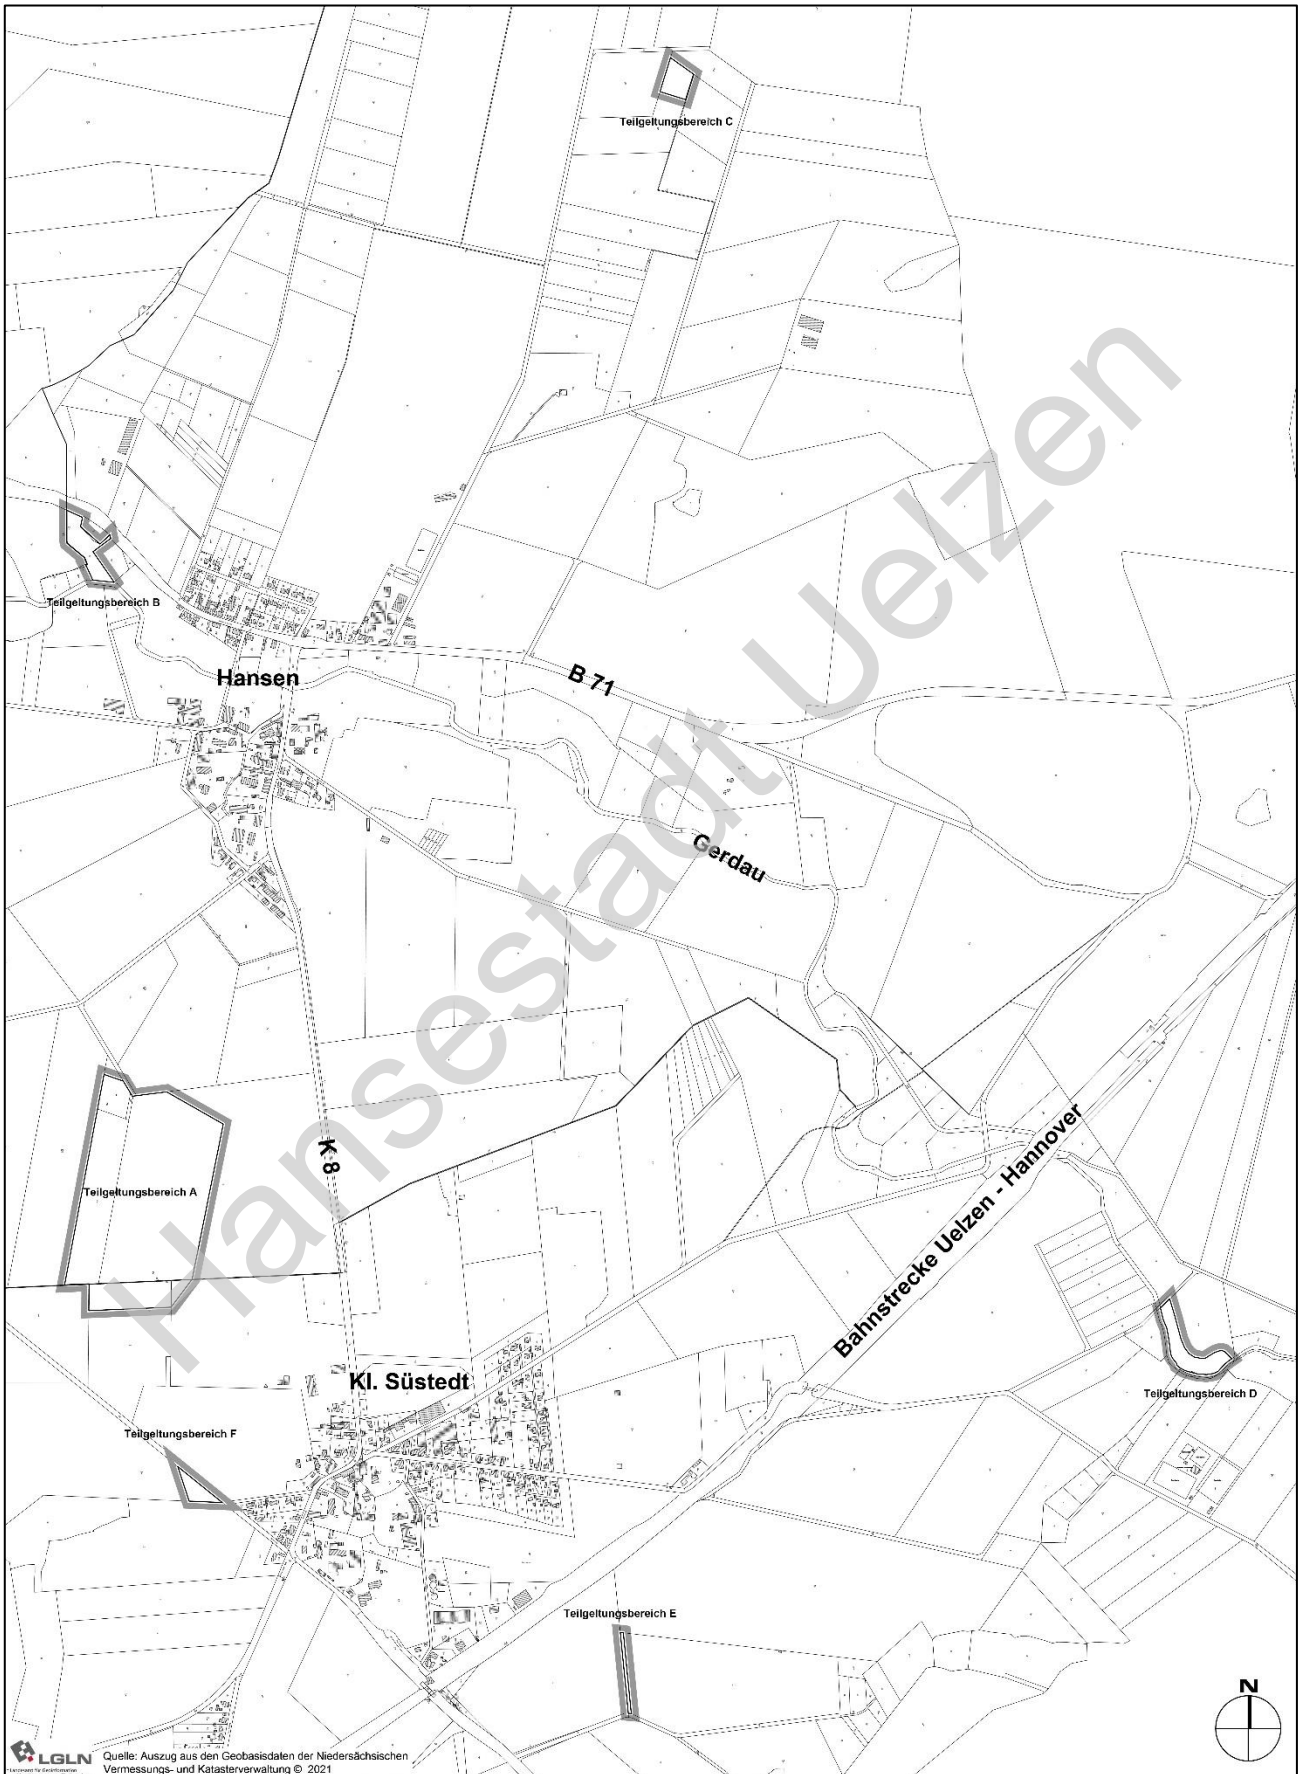 Teilgeltungsbereich C
Teilgeltungsbereich B
Hansen
B 71
Gerdau
Hansestadt Uelzen
K 8
Teilgeltungsbereich A
Bahnstrecke Uelzen - Hannover
Kl. Süstedt
Teilgeltungsbereich D
Teilgeltungsbereich F
Teilgeltungsbereich E
N
LGLN
Quelle: Auszug aus den Geobasisdaten der Niedersächsischen
Vermessungs- und Katasterverwaltung © 2021